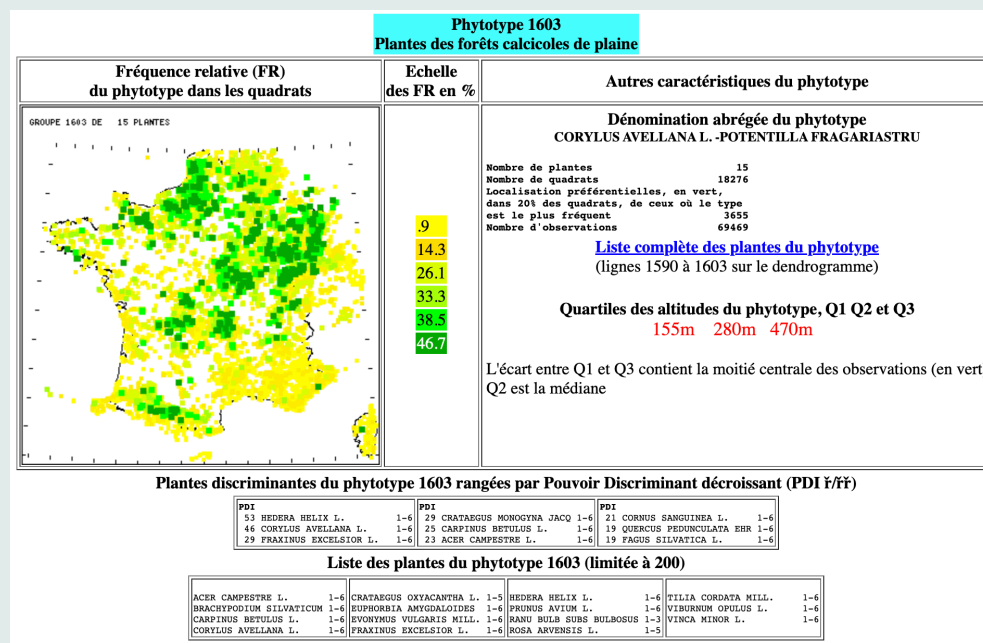 Phytotype 1603
Plantes des forêts calcicoles de plaine
Fréquence relative (FR)
du phytotype dans les quadrats
Echelle
des FR en %
Autres caractéristiques du phytotype
GROUPE 1603 DE 15 PLANTES
.9
14.3
26.1
33.3
38.5
46.7
Dénomination abrégée du phytotype
CORYLUS AVELLANA L. -POTENTILLA FRAGARIASTRU
Nombre de plantes 15
Nombre de quadrats 18276
Localisation préférentielles, en vert,
dans 20% des quadrats, de ceux où le type
est le plus fréquent 3655
Nombre d'observations 69469
Liste complète des plantes du phytotype
(lignes 1590 à 1603 sur le dendrogramme)
Quartiles des altitudes du phytotype, Q1 Q2 et Q3
155m 280m 470m
L'écart entre Q1 et Q3 contient la moitié centrale des observations (en vert
Q2 est la médiane
Plantes discriminantes du phytotype 1603 rangées par Pouvoir Discriminant décroissant (PDI ř/řř)
PDI PDI PDI
53 HEDERA HELIX L. 1-6 29 CRATAEGUS MONOGYNA JACQ 1-6 21 CORNUS SANGUINEA L. 1-6
46 CORYLUS AVELLANA L. 1-6 25 CARPINUS BETULUS L. 1-6 19 QUERCUS PEDUNCULATA EHR 1-6
29 FRAXINUS EXCELSIOR L. 1-6 23 ACER CAMPESTRE L. 1-6 19 FAGUS SILVATICA L. 1-6
Liste des plantes du phytotype 1603 (limitée à 200)
ACER CAMPESTRE L. 1-6 CRATAEGUS OXYACANTHA L. 1-5 HEDERA HELIX L. 1-6 TILIA CORDATA MILL. 1-6
BRACHYPODIUM SILVATICUM 1-6 EUPHORBIA AMYGDALOIDES 1-6 PRUNUS AVIUM L. 1-6 VIBURNUM OPULUS L. 1-6
CARPINUS BETULUS L. 1-6 EVONYMUS VULGARIS MILL. 1-6 RANU BULB SUBS BULBOSUS 1-3 VINCA MINOR L. 1-6
CORYLUS AVELLANA L. 1-6 FRAXINUS EXCELSIOR L. 1-6 ROSA ARVENSIS L. 1-5